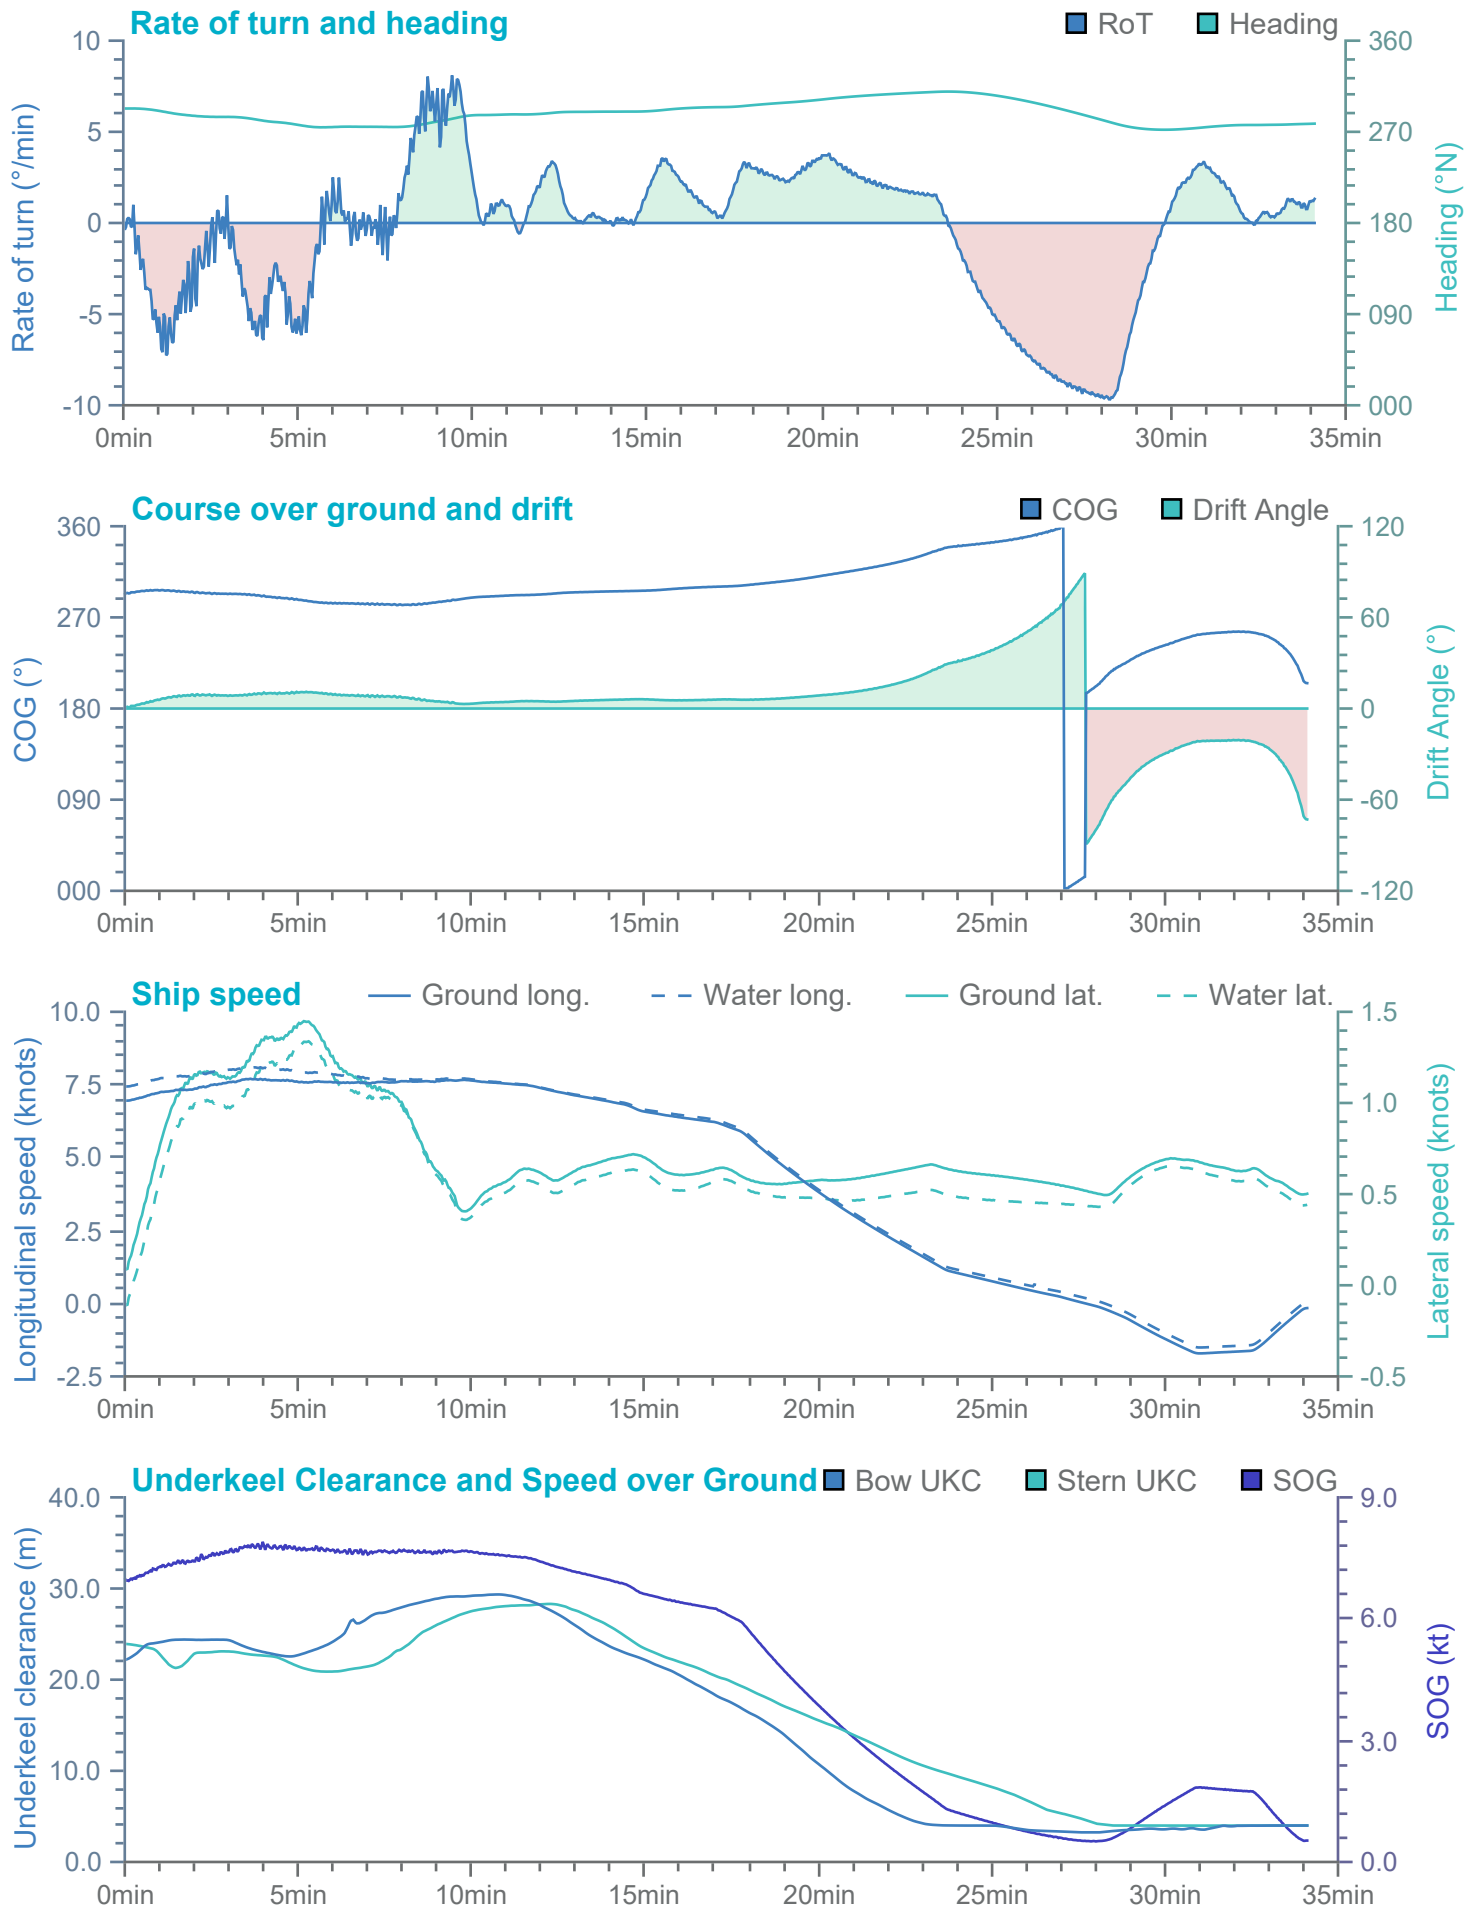 Rate of turn and heading
RoT Heading
10 5 0 -5 -10
Rate of turn (°/min)
360 270 180 090 000
Heading (°N)
0min 5min 10min 15min 20min 25min 30min 35min
Course over ground and drift
COG Drift Angle
360 270 180 090 000
COG (°)
120 60 0 -60 -120
Drift Angle (°)
0min 5min 10min 15min 20min 25min 30min 35min
Ship speed
Ground long. Water long. Ground lat. Water lat.
10.0 7.5 5.0 2.5 0.0 -2.5
Longitudinal speed (knots)
1.5 1.0 0.5 0.0 -0.5
Lateral speed (knots)
0min 5min 10min 15min 20min 25min 30min 35min
Underkeel Clearance and Speed over Ground
Bow UKC Stern UKC SOG
40.0 30.0 20.0 10.0 0.0
Underkeel clearance (m)
9.0 6.0 3.0 0.0
SOG (kt)
0min 5min 10min 15min 20min 25min 30min 35min